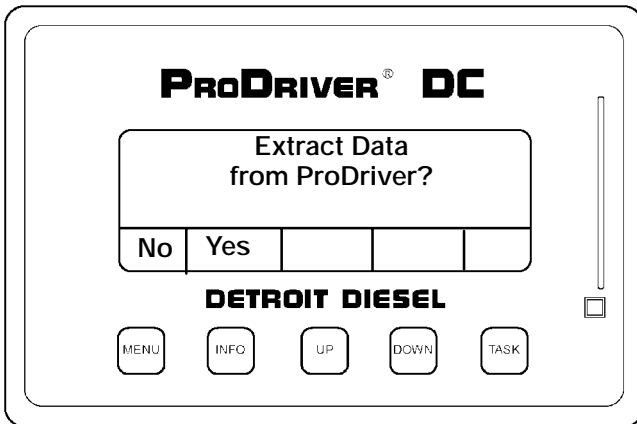 PRODRIVER® DC
Extract Data
from ProDriver?
No Yes
DETROIT DIESEL
MENU INFO UP DOWN TASK